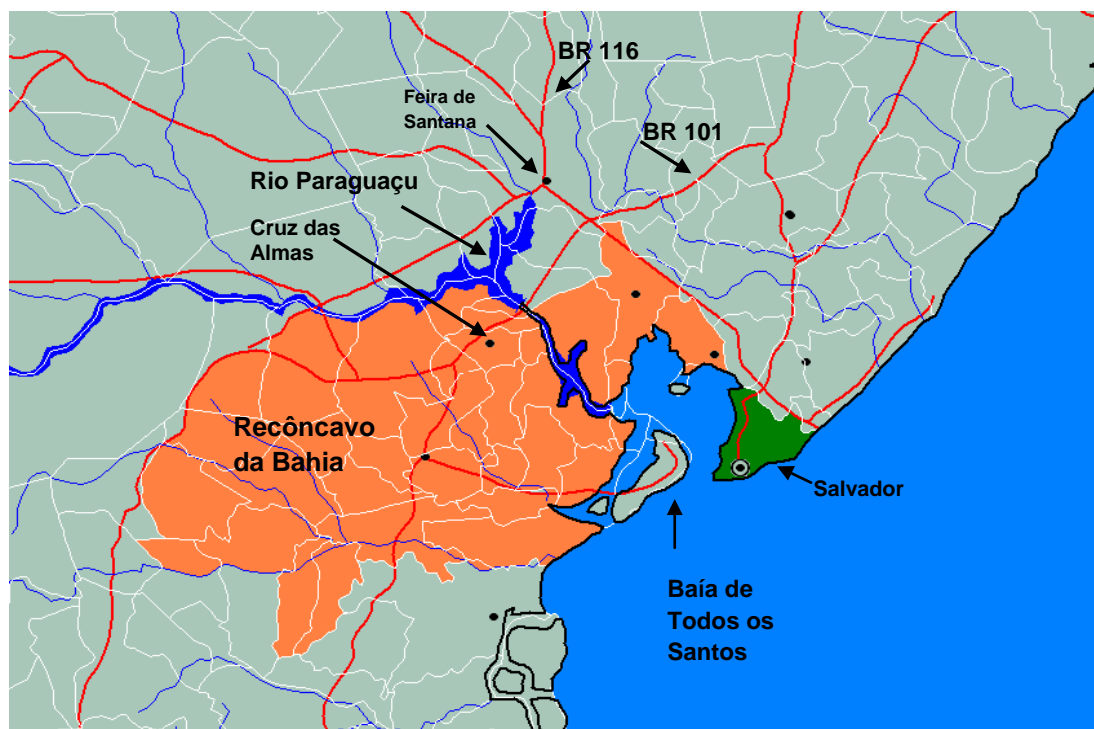 BR 116
Feira de
Santana
BR 101
Rio Paraguaçu
Cruz das
Almas
Recôncavo
da Bahia
Salvador
Baía de
Todos os
Santos